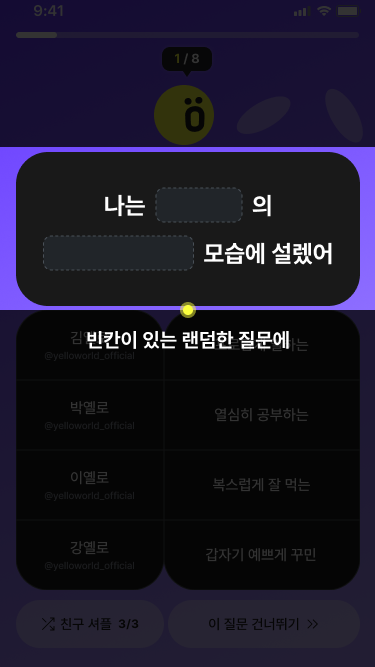 9:41
1 / 8
ö
나는 의
모습에 설렜어
빈칸이 있는 랜덤한 질문에
@yelloworld_official
박옐로
@yelloworld_official
열심히 공부하는
이옐로
@yelloworld_official
복스럽게 잘 먹는
강옐로
@yelloworld_official
갑자기 예쁘게 꾸민
친구 셔플 3/3
이 질문 건너뛰기